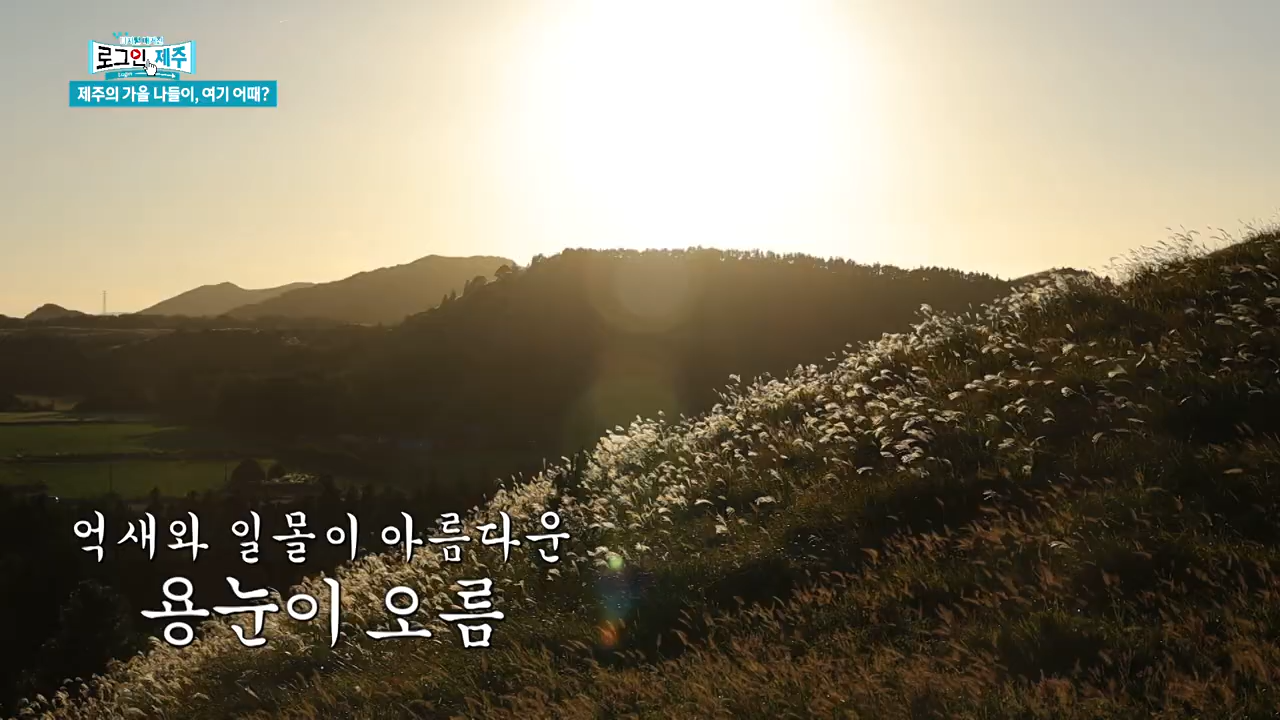 로그인 제주
Login
제주의 가을 나들이, 여기 어때?
억새와 일몰이 아름다운
용눈이 오름